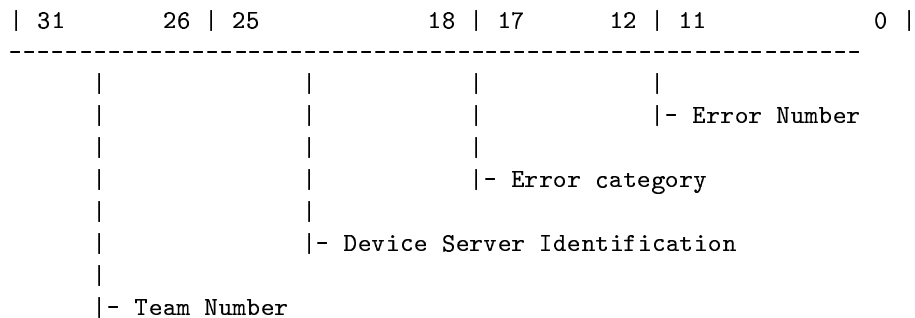 | 31 26 | 25 18 | 17 12 | 11 0 |
-------------------------------------------------------------
| | | |
| | | |- Error Number
| | |
| | |- Error category
| |
| |- Device Server Identification
|
|- Team Number